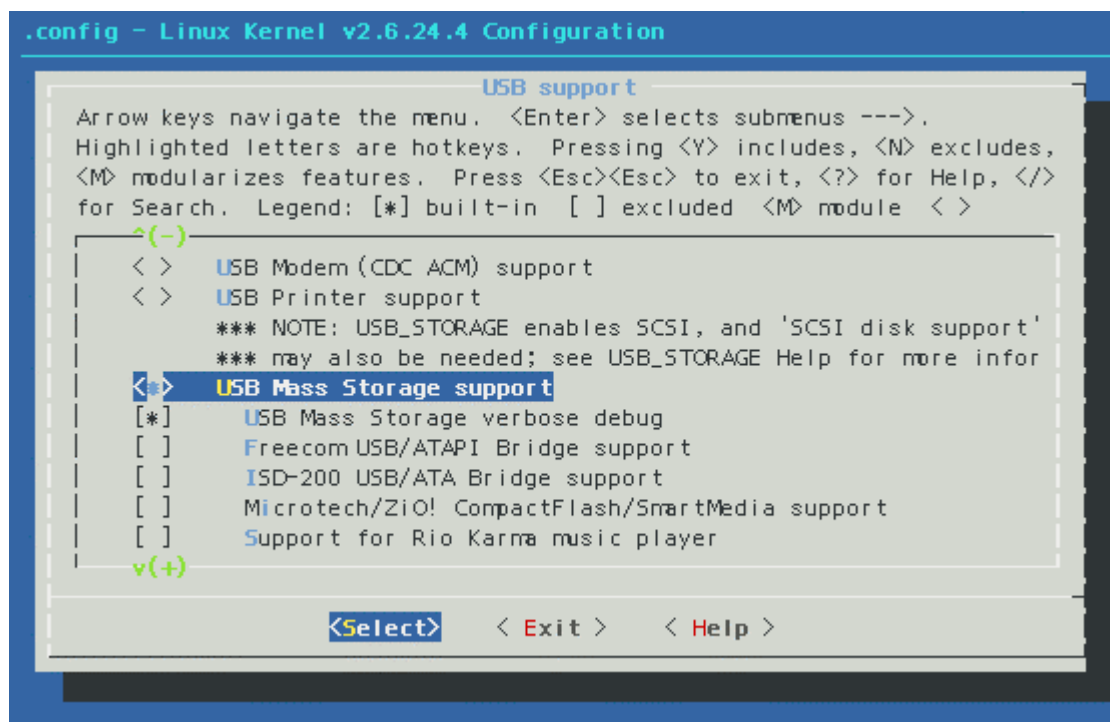 .config - Linux Kernel v2.6.24.4 Configuration
USB support
Arrow keys navigate the menu.  <Enter> selects submenus --->.
Highlighted letters are hotkeys.  Pressing <Y> includes, <N> excludes,
<M> modularizes features.  Press <Esc><Esc> to exit, <?> for Help, </>
for Search.  Legend: [*] built-in  [ ] excluded  <M> module  < >
^(-)
< >   USB Modem (CDC ACM) support
< >   USB Printer support
*** NOTE: USB_STORAGE enables SCSI, and 'SCSI disk support'
*** may also be needed; see USB_STORAGE Help for more infor
<*>   USB Mass Storage support
[*]     USB Mass Storage verbose debug
[ ]     Freecom USB/ATAPI Bridge support
[ ]     ISD-200 USB/ATA Bridge support
[ ]     Microtech/ZiO! CompactFlash/SmartMedia support
[ ]     Support for Rio Karma music player
v(+)
<Select>    < Exit >    < Help >